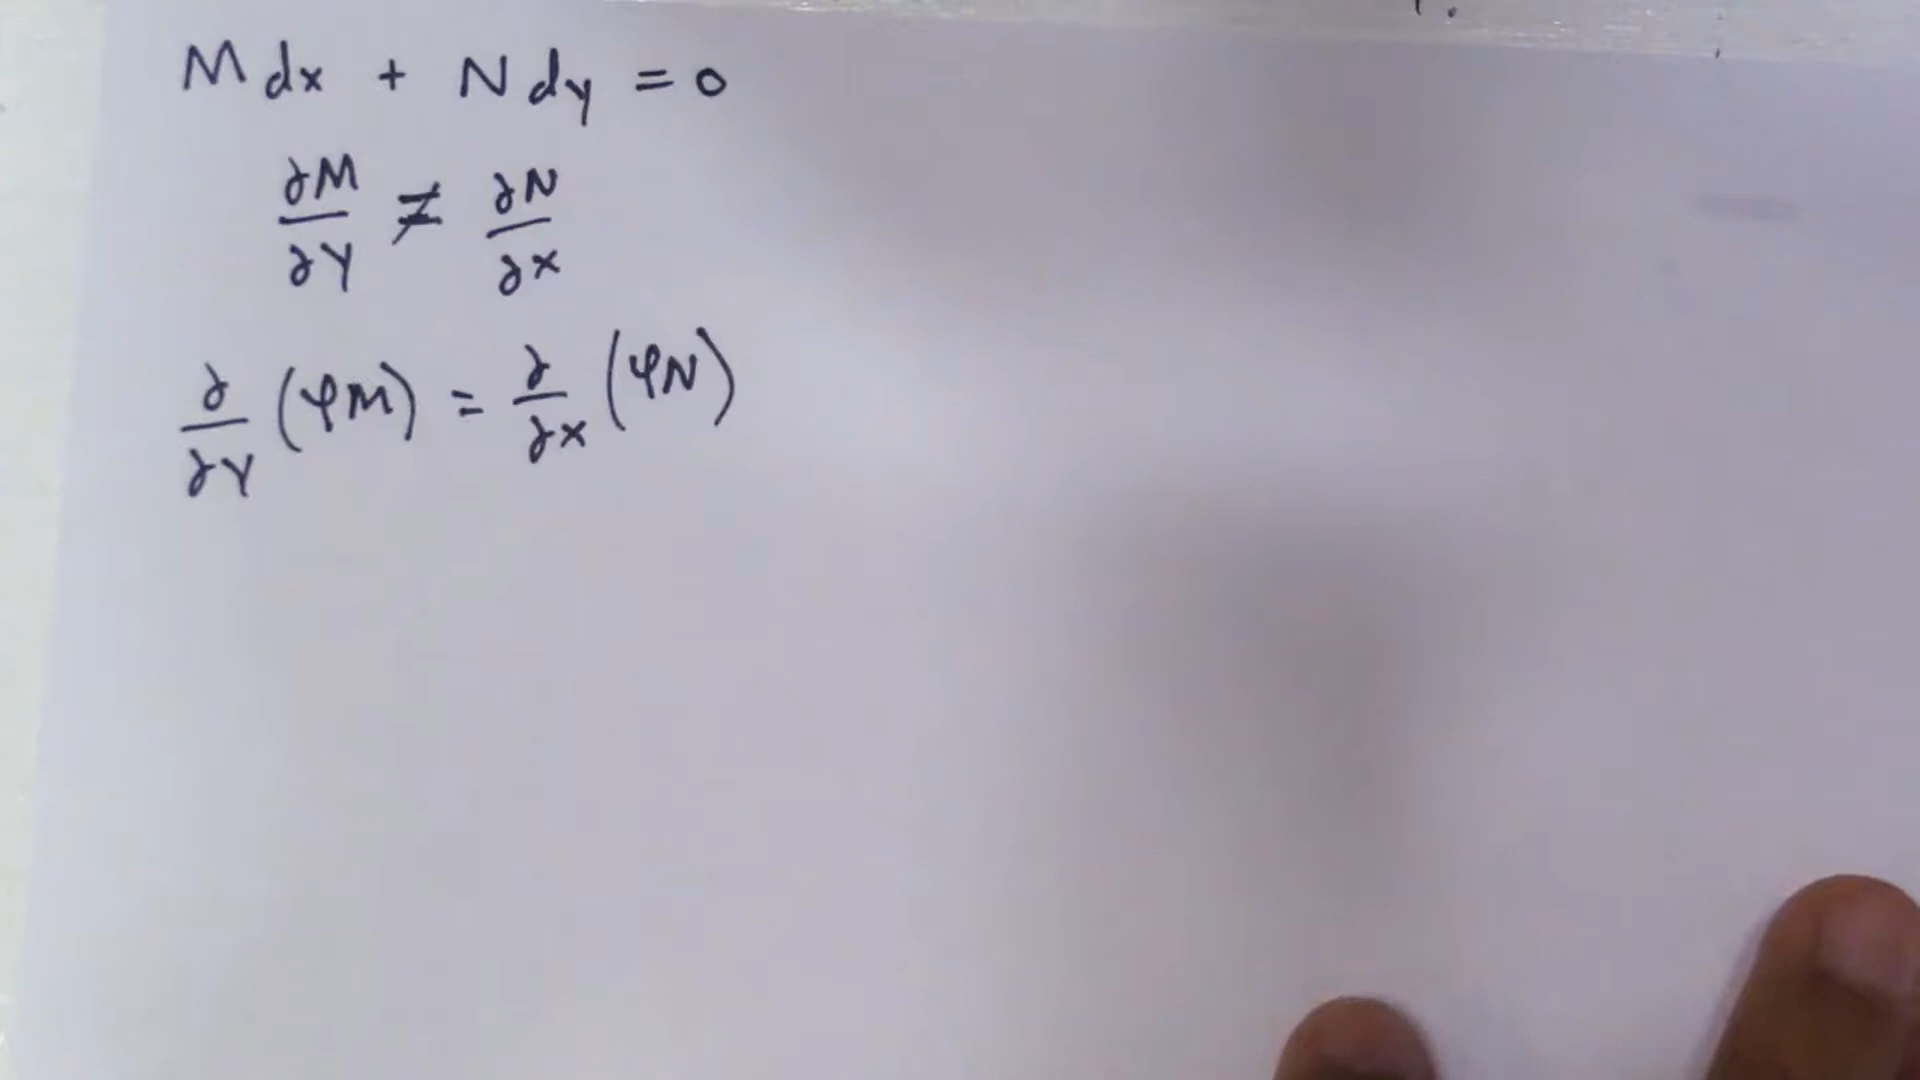 M dx + N dy = 0
∂M/∂y ≠ ∂N/∂x
∂/∂y (φM) = ∂/∂x (φN)